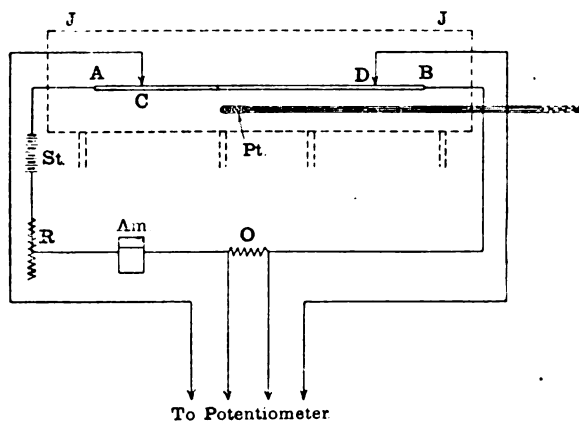 J J
A D B
C
St. Pt.
R Am O
To Potentiometer